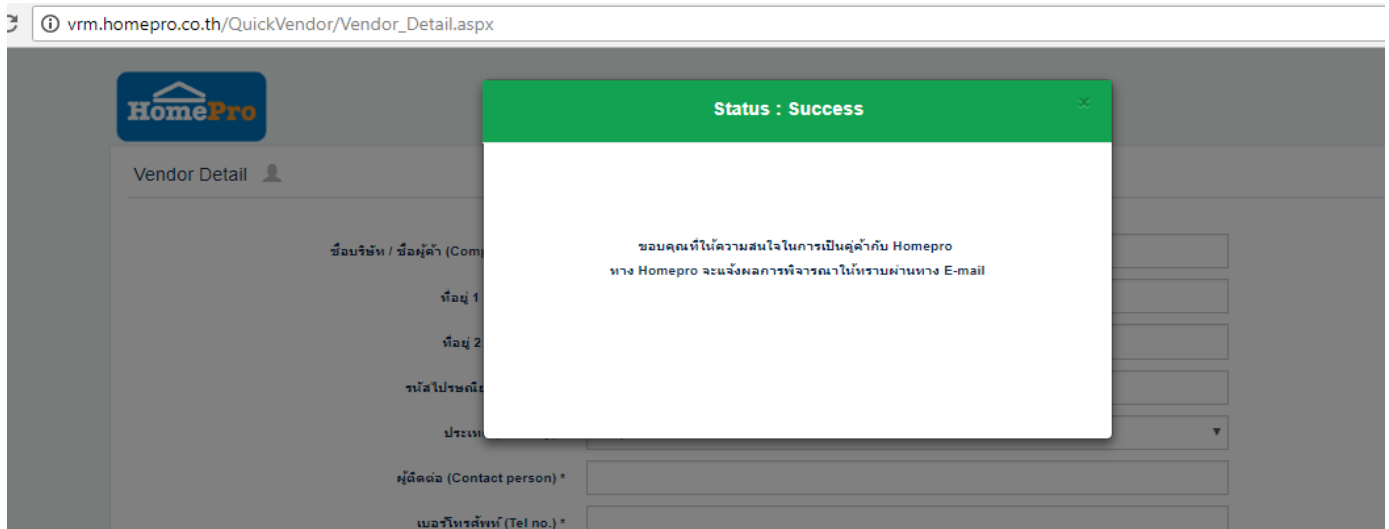 vrm.homepro.co.th/QuickVendor/Vendor_Detail.aspx
HomePro
Status : Success
×
Vendor Detail
ขอบคุณที่ให้ความสนใจในการเป็นคู่ค้ากับ Homepro
ชื่อบริษัท / ชื่อผู้ค้า (Comp
ทาง Homepro จะแจ้งผลการพิจารณาให้ทราบผ่านทาง E-mail
ที่อยู่ 1
ที่อยู่ 2
รหัสไปรษณีย
ประเท
ผู้ติดต่อ (Contact person) *
เบอร์โทรศัพท์ (Tel no.) *